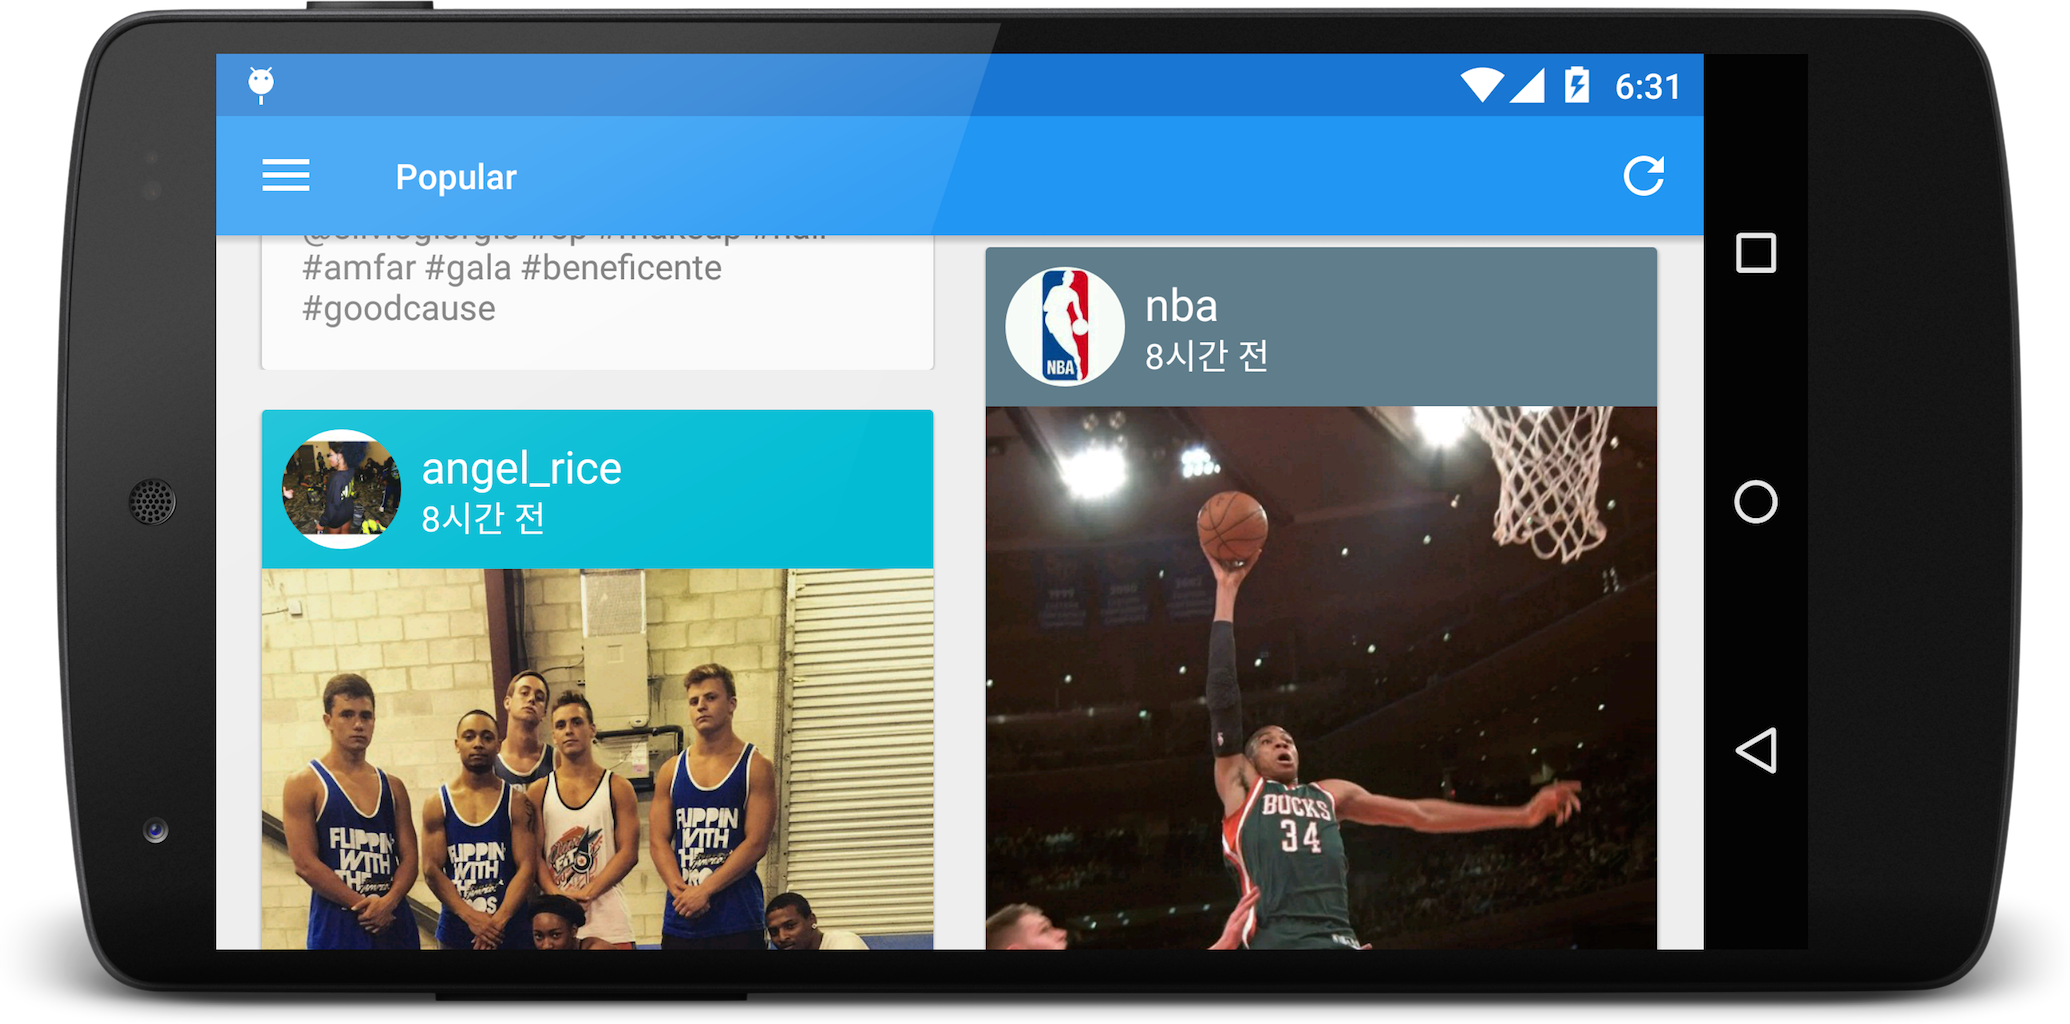 6:31
Popular
#amfar #gala #beneficente
#goodcause
angel_rice
8시간 전
FLIPPIN
WITH
THE
FLIPPIN
WITH
THE
FLIPPIN
WITH
THE
PROS
nba
8시간 전
NBA
BUCKS
34